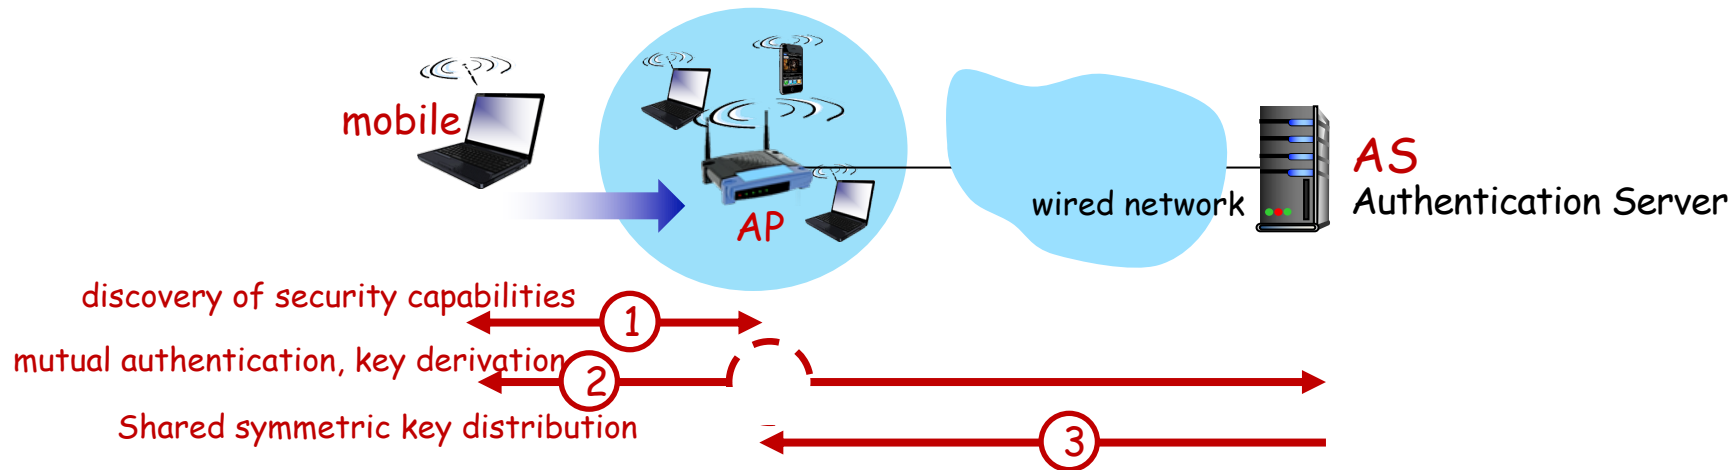 mobile
AP
wired network
AS
Authentication Server
discovery of security capabilities
1
mutual authentication, key derivation
2
Shared symmetric key distribution
3